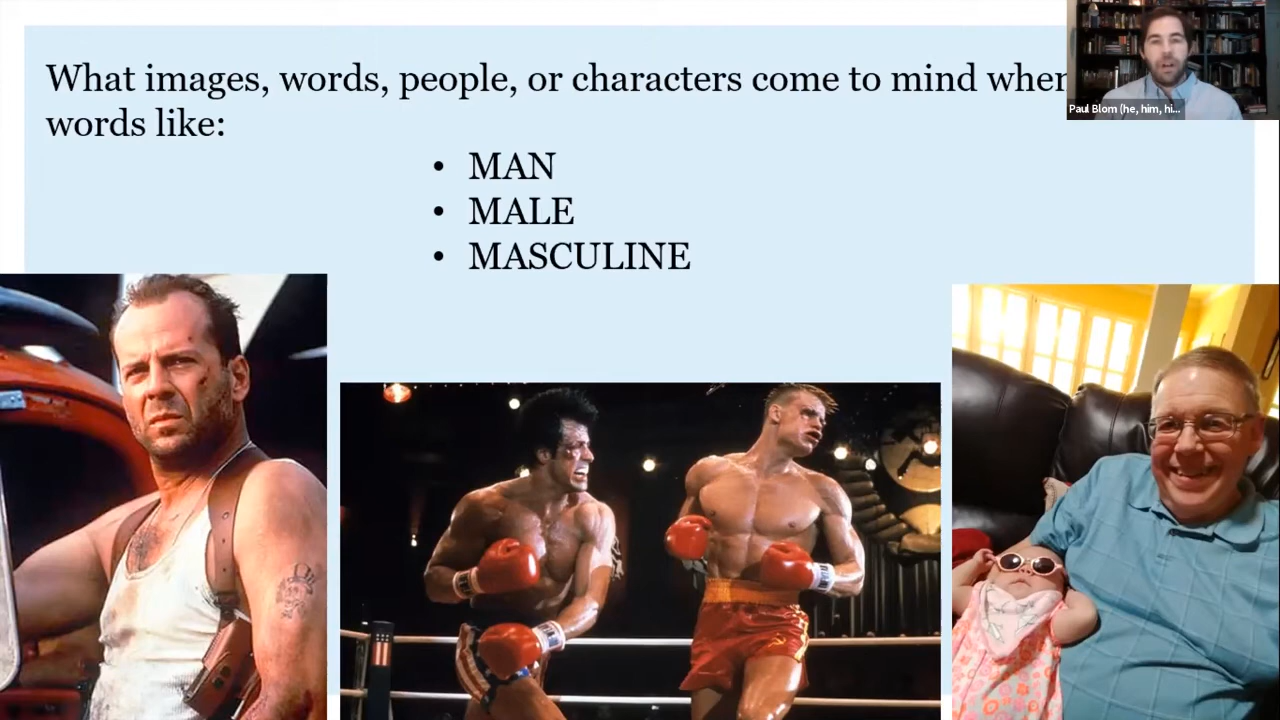 What images, words, people, or characters come to mind when
words like:
• MAN
• MALE
• MASCULINE
Paul Blom (he, him, hi...